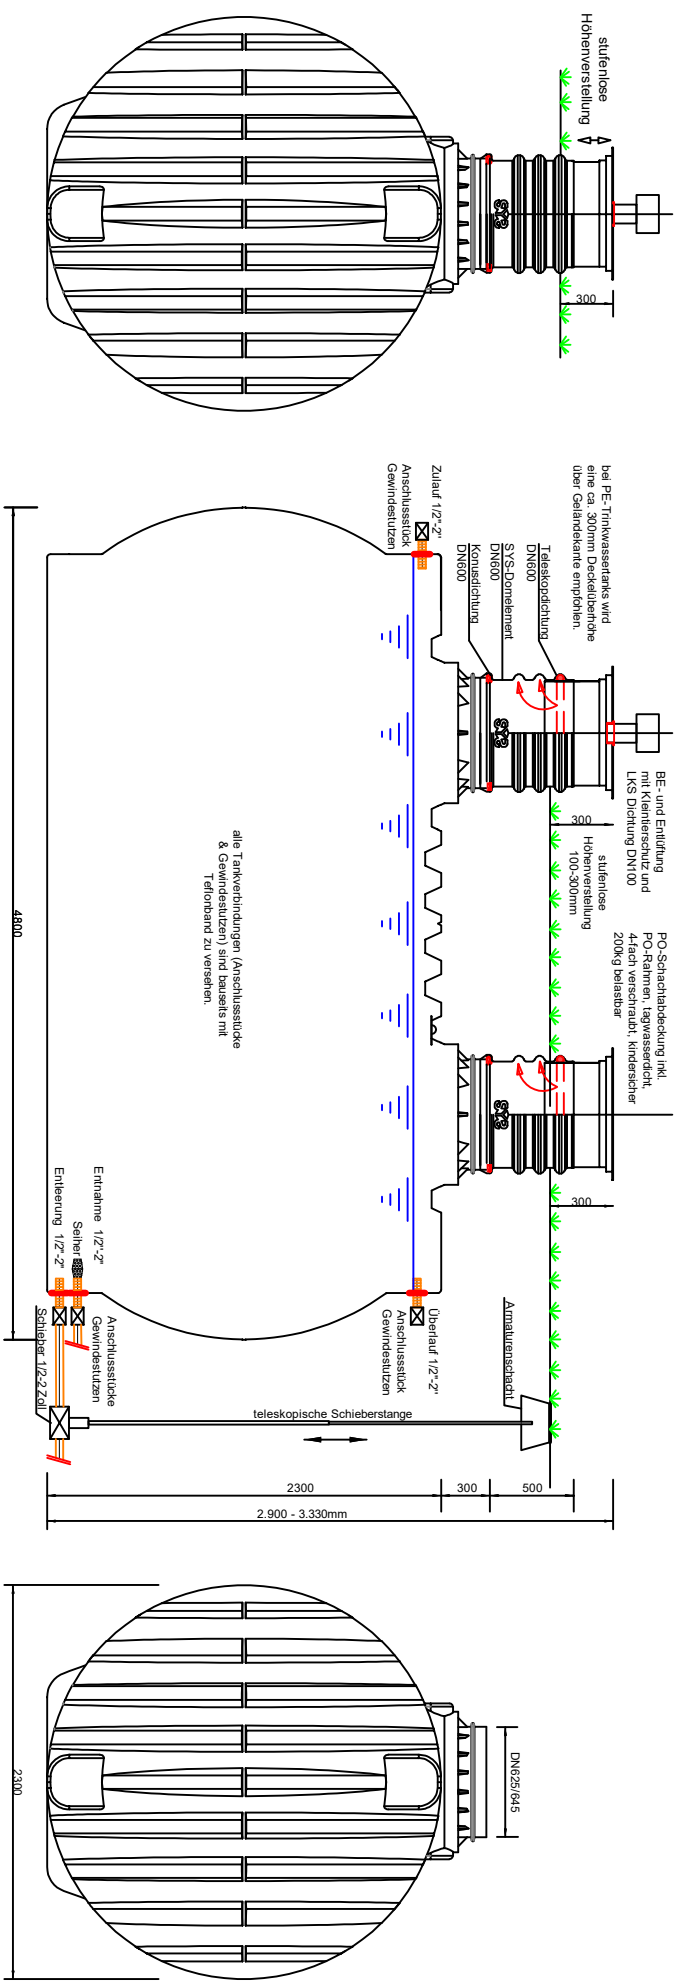 stufenlose
Höhenverstellung
300
SYS
bei PE-Trinkwassertanks wird
eine ca. 300mm Deckelüberhöhe
über Geländekante empfohlen.
Teleskopdichtung
DN600
SYS-Domelement
DN600
Konusdichtung
DN600
Zulauf 1/2"-2"
Anschlussstück
Gewindestutzen
SYS
BE- und Entlüftung
mit Kleintierschutz und
LKS Dichtung DN100
300
stufenlose
Höhenverstellung
100-300mm
PO-Schachtabdeckung inkl.
PO-Rahmen, tagwasserdicht,
4-fach verschraubt, kindersicher
200kg belastbar
SYS
300
alle Tankverbindungen (Anschlussstücke
& Gewindestutzen) sind bauseits mit
Teflonband zu versehen.
4800
Überlauf 1/2"-2"
Anschlussstück
Gewindestutzen
Armaturenschacht
Entnahme 1/2"-2"
Seiher
Entleerung 1/2"-2"
Anschlussstücke
Gewindestutzen
Schieber 1/2-2 Zoll
teleskopische Schieberstange
2300
300
500
2.900 - 3.330mm
DN625/645
2300